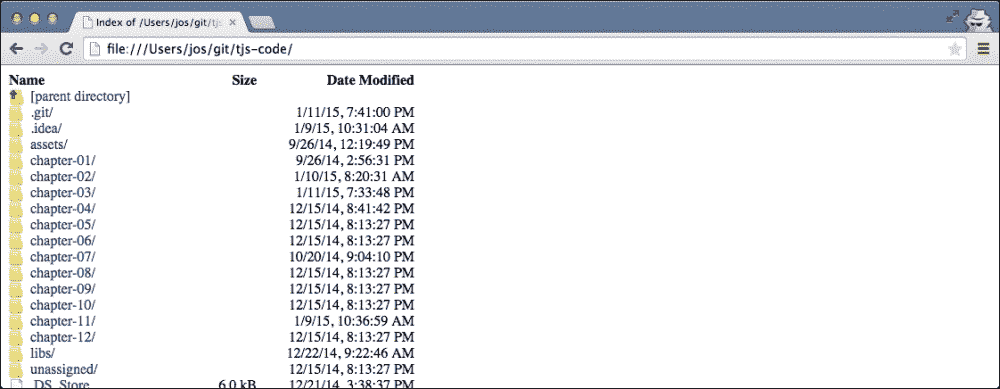 Index of /Users/jos/git/tjs
file:///Users/jos/git/tjs-code/
Name Size Date Modified
[parent directory]
.git/ 1/11/15, 7:41:00 PM
.idea/ 1/9/15, 10:31:04 AM
assets/ 9/26/14, 12:19:49 PM
chapter-01/ 9/26/14, 2:56:31 PM
chapter-02/ 1/10/15, 8:20:31 AM
chapter-03/ 1/11/15, 7:33:48 PM
chapter-04/ 12/15/14, 8:41:42 PM
chapter-05/ 12/15/14, 8:13:27 PM
chapter-06/ 12/15/14, 8:13:27 PM
chapter-07/ 10/20/14, 9:04:10 PM
chapter-08/ 12/15/14, 8:13:27 PM
chapter-09/ 12/15/14, 8:13:27 PM
chapter-10/ 12/15/14, 8:13:27 PM
chapter-11/ 1/9/15, 10:36:59 AM
chapter-12/ 12/15/14, 8:13:27 PM
libs/ 12/22/14, 9:22:46 AM
unassigned/ 12/15/14, 8:13:27 PM
.DS_Store 6.0 kB 12/21/14, 3:38:37 PM